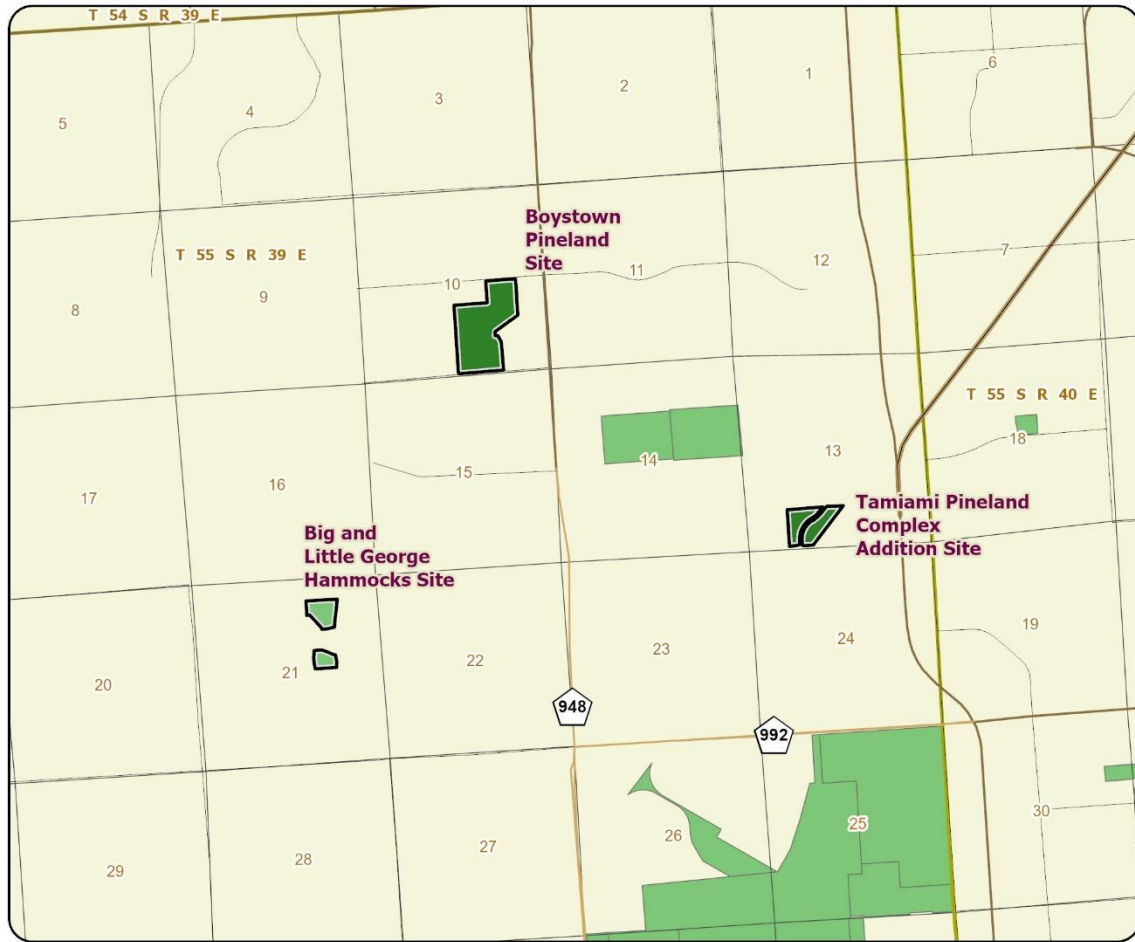 T 54 S R 39 E
5
4
3
2
1
6
Boystown
Pineland
Site
T 55 S R 39 E
8
9
10
11
12
7
T 55 S R 40 E
17
16
15
14
13
18
Tamiami Pineland
Complex
Addition Site
Big and
Little George
Hammocks Site
20
21
22
23
24
19
948
992
29
28
27
26
25
30